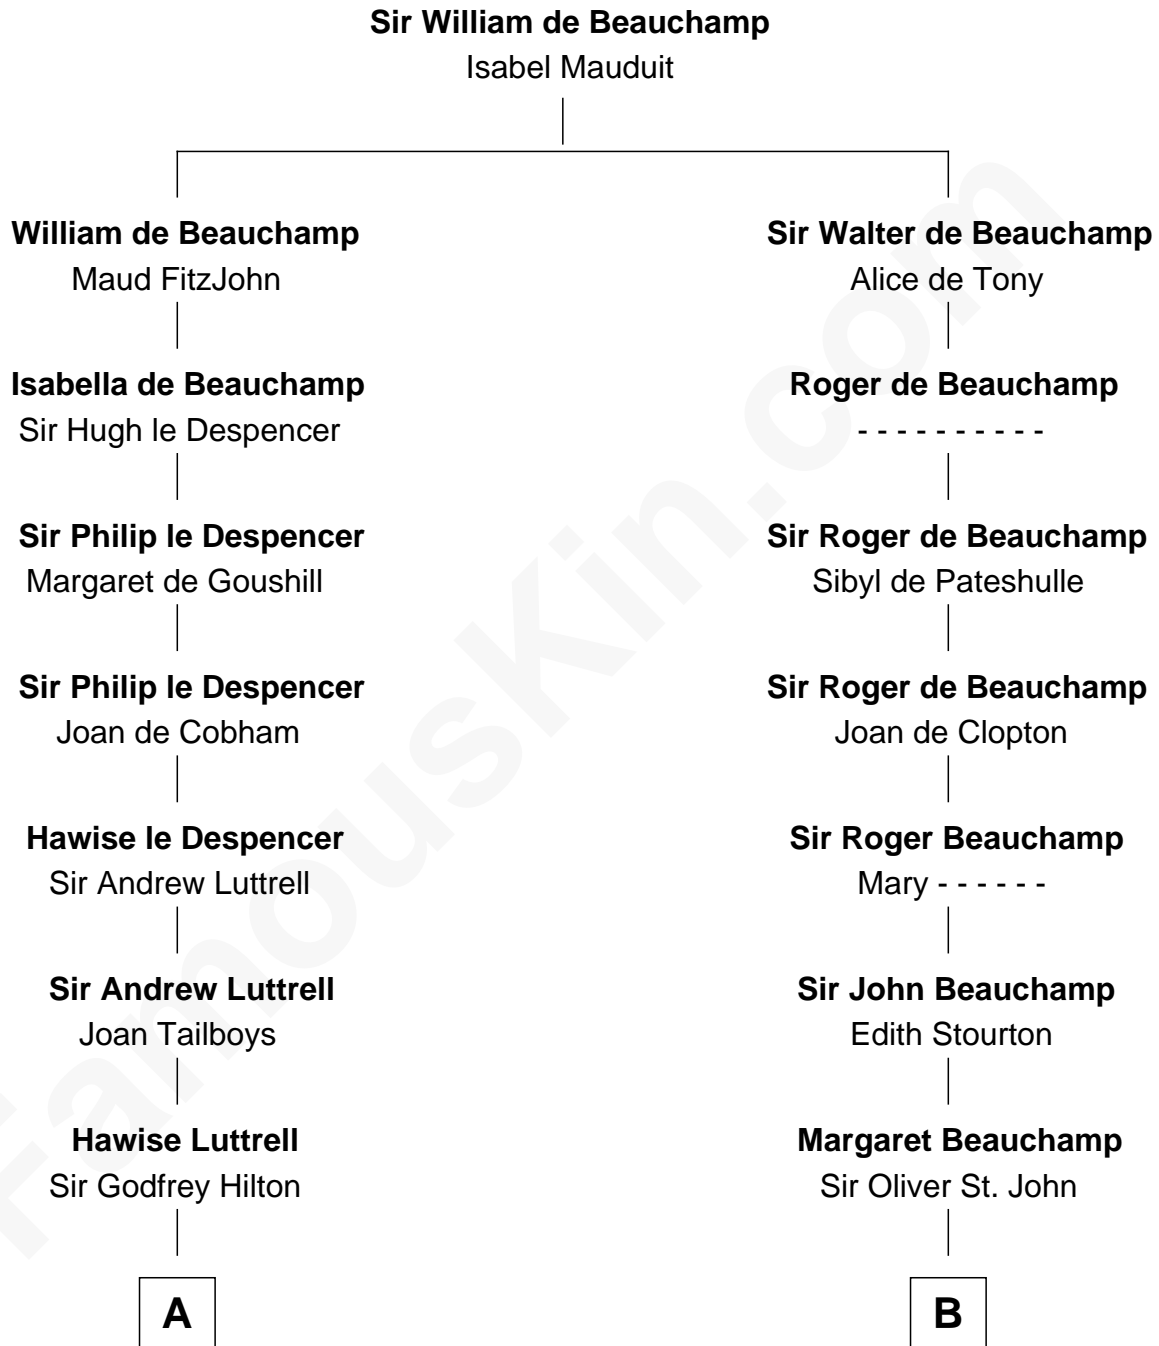 Sir William de Beauchamp
Isabel Mauduit
William de Beauchamp
Maud FitzJohn
Sir Walter de Beauchamp
Alice de Tony
Isabella de Beauchamp
Sir Hugh le Despencer
Roger de Beauchamp
- - - - - - - - - -
Sir Philip le Despencer
Margaret de Goushill
Sir Roger de Beauchamp
Sibyl de Pateshulle
Sir Philip le Despencer
Joan de Cobham
Sir Roger de Beauchamp
Joan de Clopton
Hawise le Despencer
Sir Andrew Luttrell
Sir Roger Beauchamp
Mary - - - - - -
Sir Andrew Luttrell
Joan Tailboys
Sir John Beauchamp
Edith Stourton
Hawise Luttrell
Sir Godfrey Hilton
Margaret Beauchamp
Sir Oliver St. John
A
B
FamousKin.com